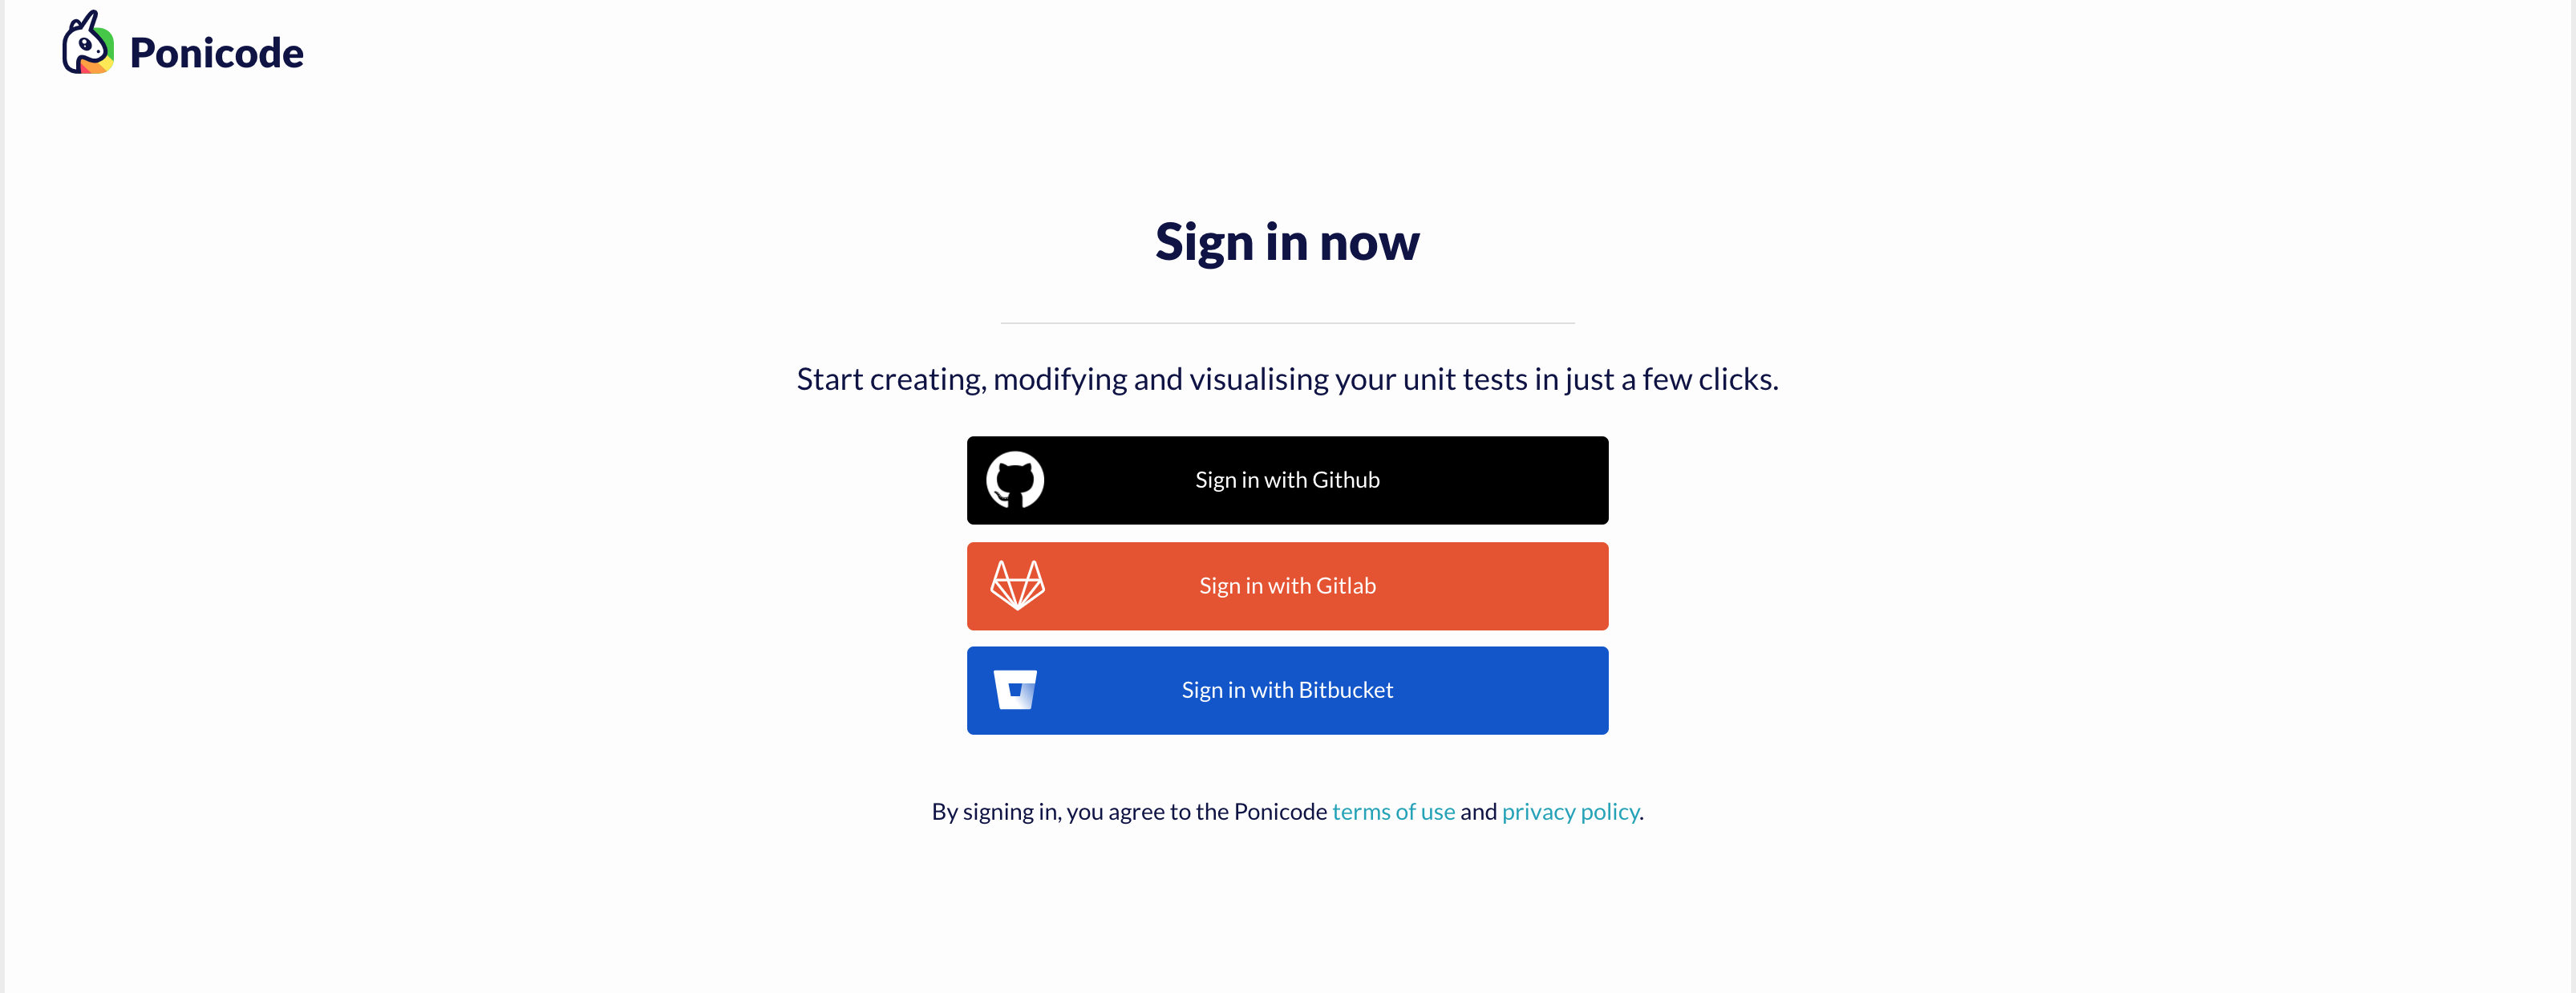 Ponicode
Sign in now
Start creating, modifying and visualising your unit tests in just a few clicks.
Sign in with Github
Sign in with Gitlab
Sign in with Bitbucket
By signing in, you agree to the Ponicode terms of use and privacy policy.